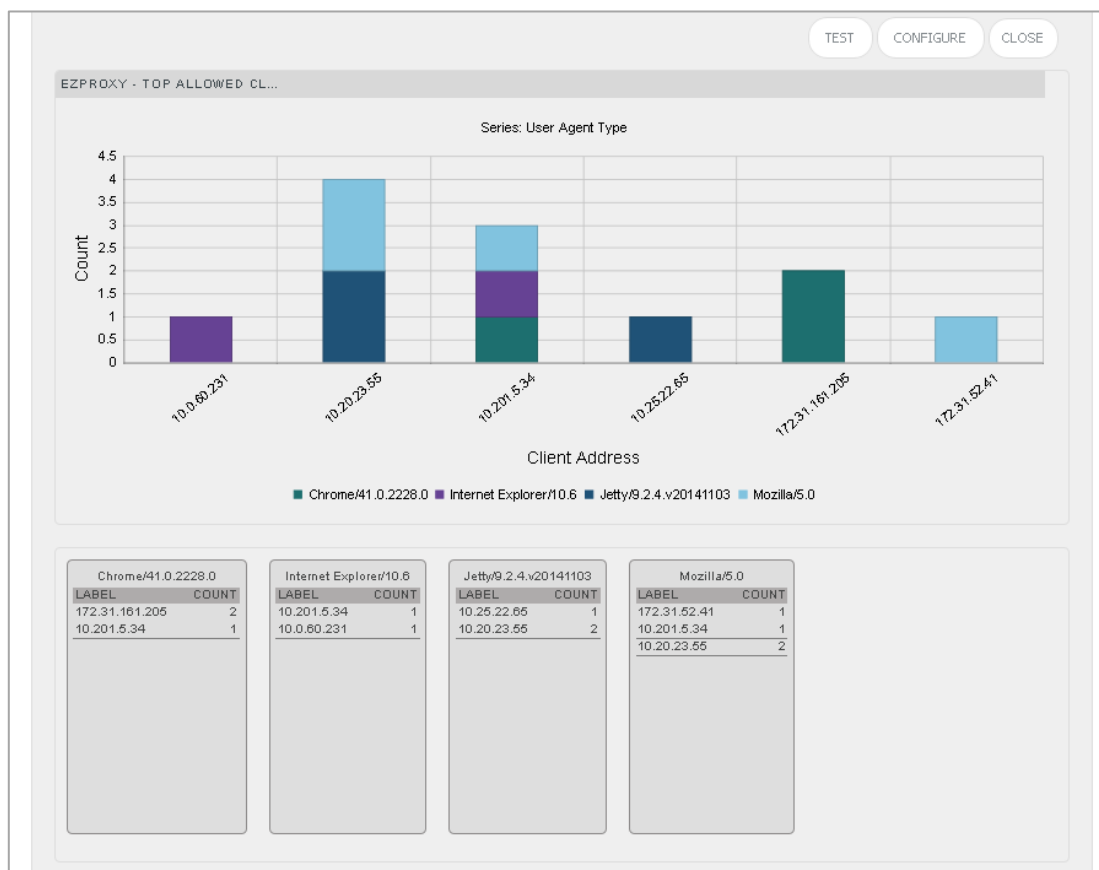 TEST CONFIGURE CLOSE
EZPROXY - TOP ALLOWED CL...
Series: User Agent Type
4.5
4
3.5
3
2.5
2
1.5
1
0.5
0
Count
10.0.60.231 10.20.23.55 10.201.5.34 10.25.22.65 172.31.161.205 172.31.52.41
Client Address
Chrome/41.0.2228.0 Internet Explorer/10.6 Jetty/9.2.4.v20141103 Mozilla/5.0
Chrome/41.0.2228.0
LABEL COUNT
172.31.161.205 2
10.201.5.34 1
Internet Explorer/10.6
LABEL COUNT
10.201.5.34 1
10.0.60.231 1
Jetty/9.2.4.v20141103
LABEL COUNT
10.25.22.65 1
10.20.23.55 2
Mozilla/5.0
LABEL COUNT
172.31.52.41 1
10.201.5.34 1
10.20.23.55 2